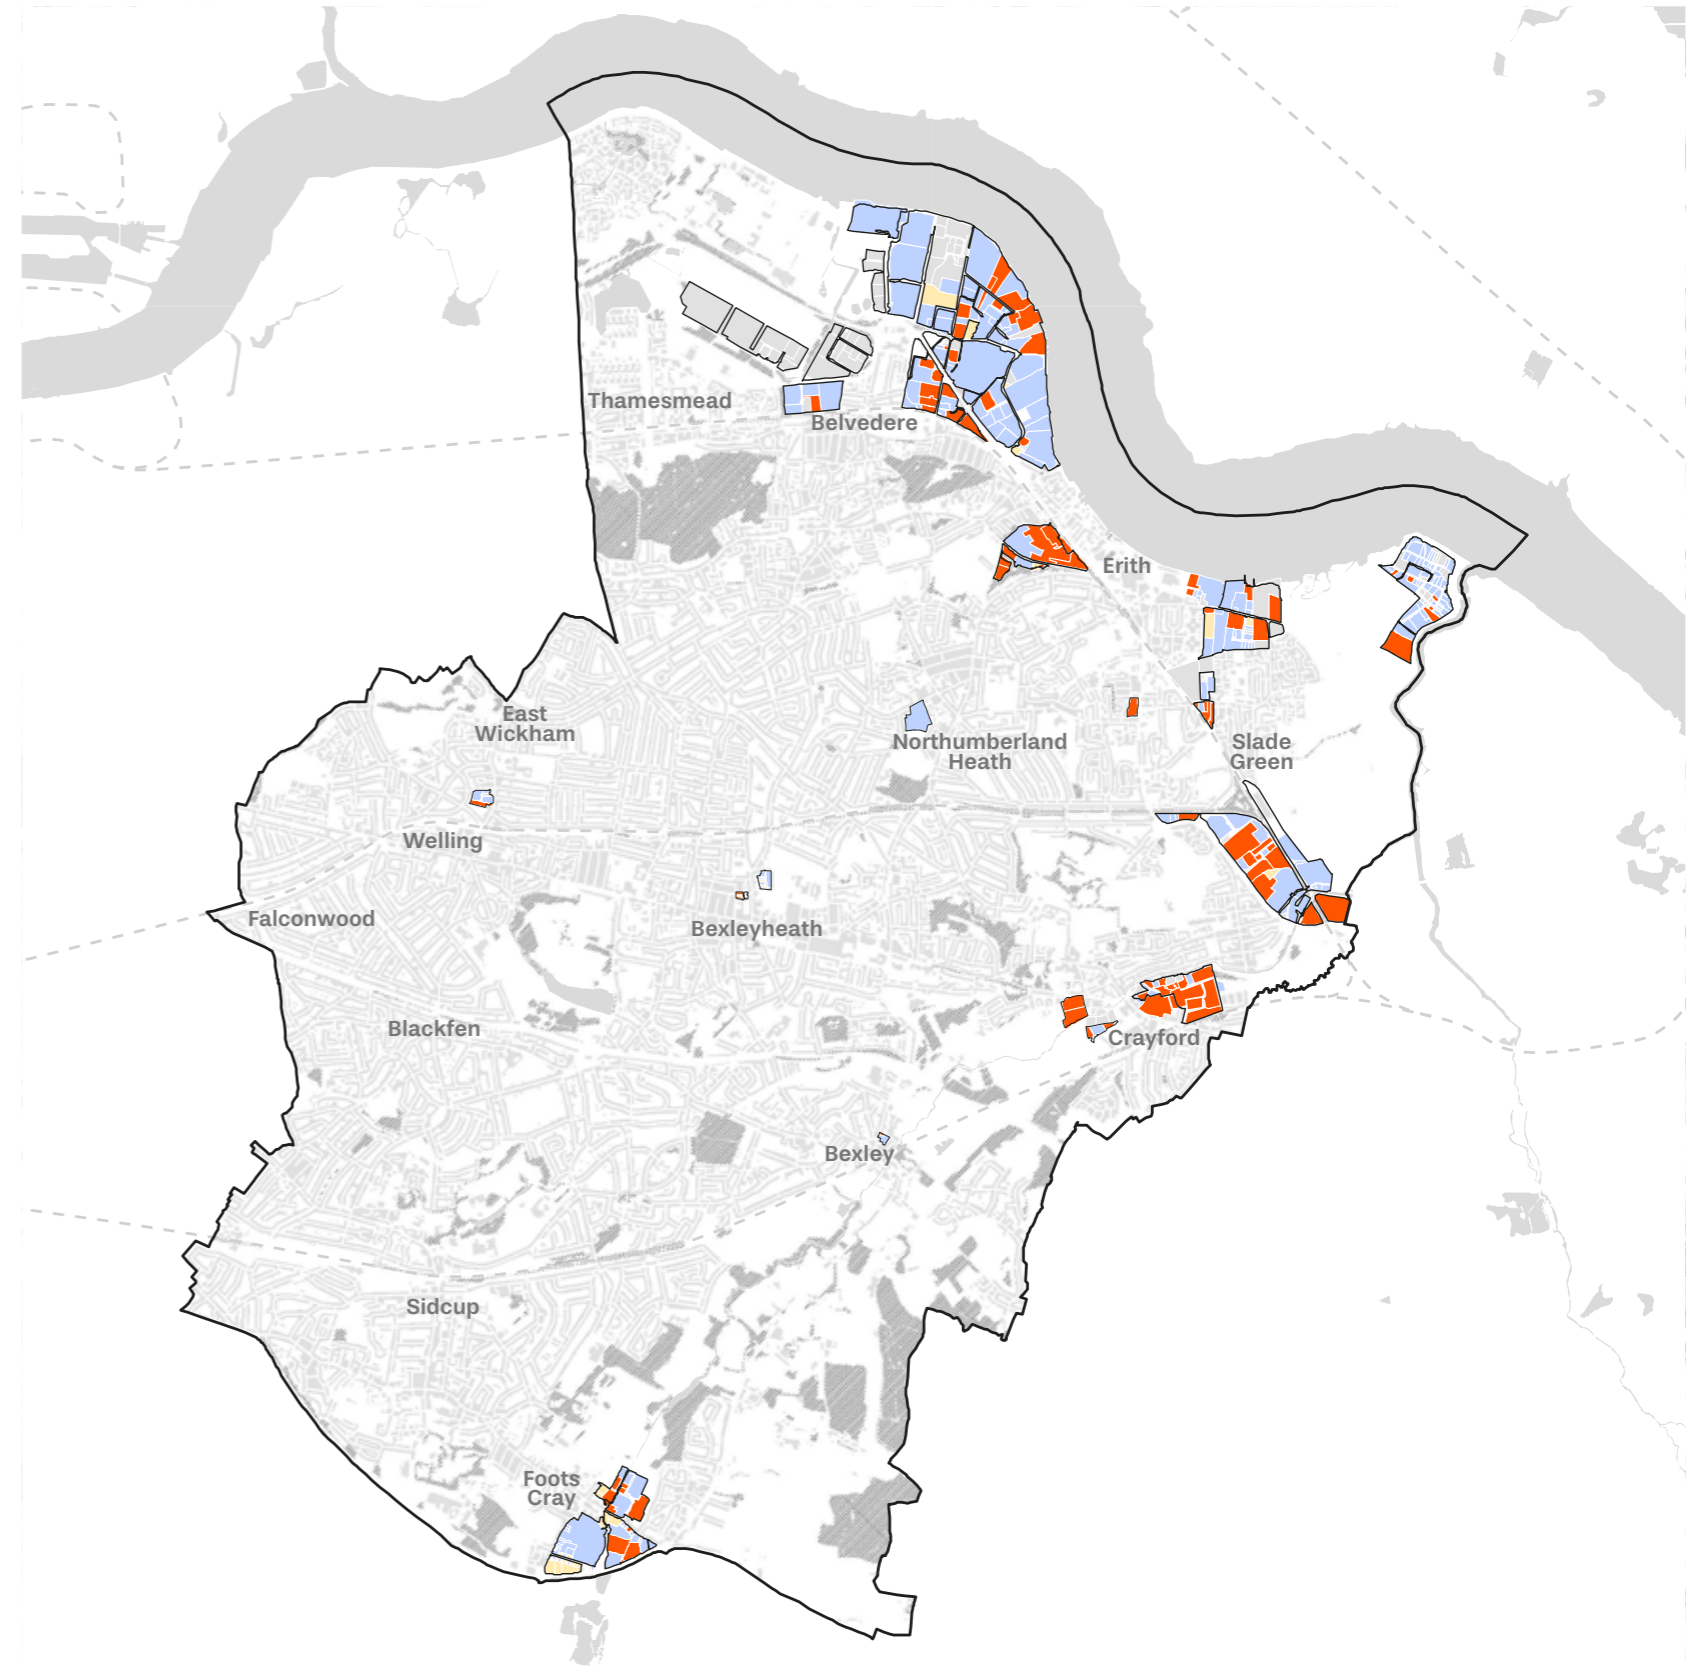 Thamesmead
Belvedere
Erith
East
Wickham
Northumberland
Heath
Slade
Green
Welling
Falconwood
Bexleyheath
Blackfen
Crayford
Bexley
Sidcup
Foots
Cray